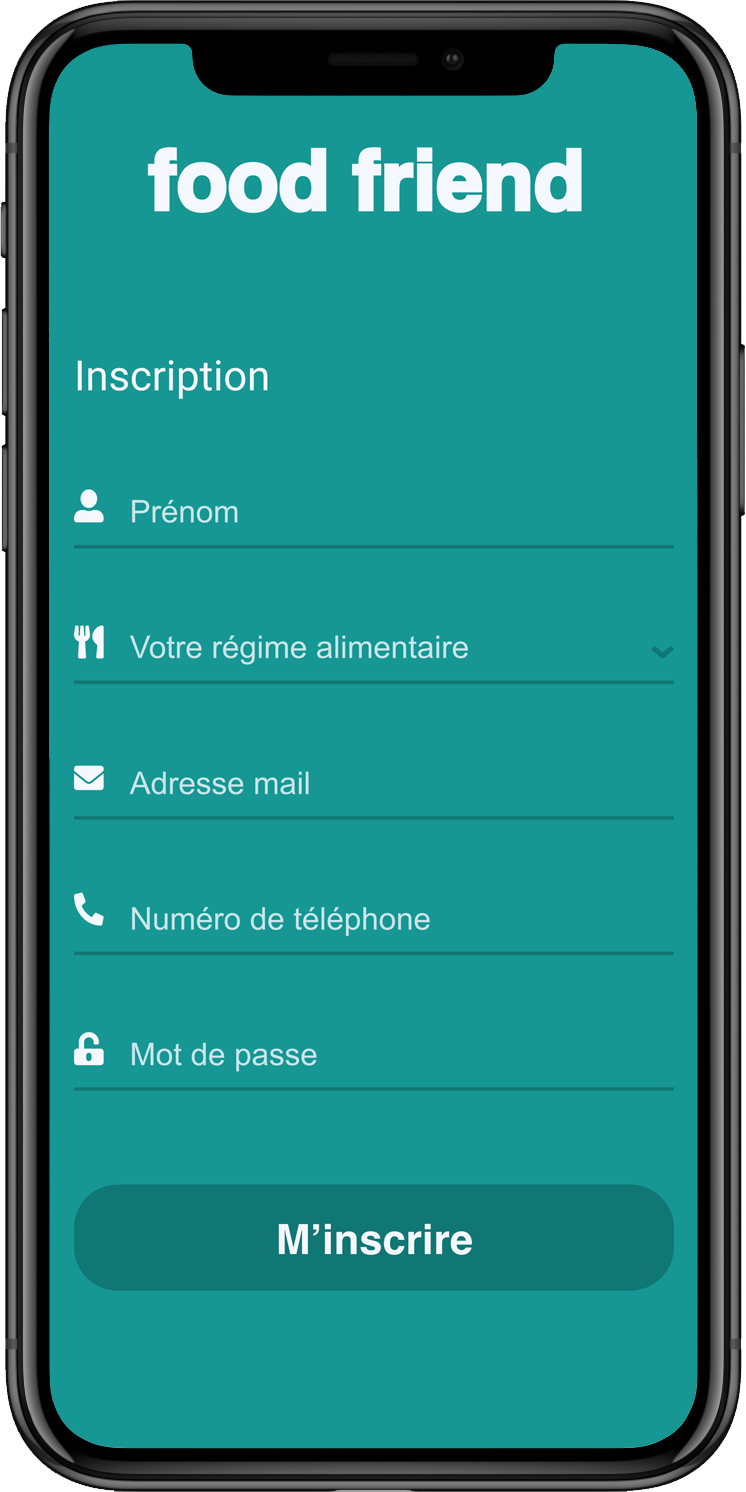 food friend
Inscription
Prénom
Votre régime alimentaire
Adresse mail
Numéro de téléphone
Mot de passe
M’inscrire